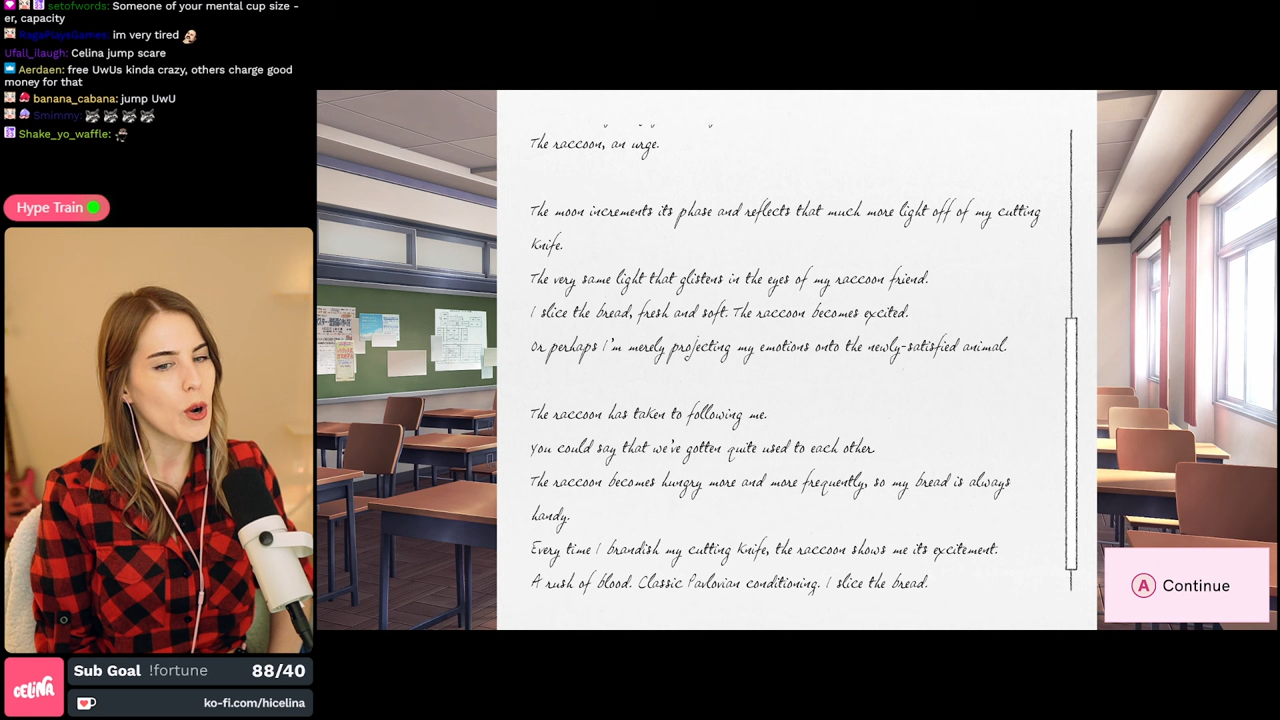 setofwords: Someone of your mental cup size -
er, capacity
RagaPlaysGames: im very tired
Ufall_ilaugh: Celina jump scare
Aerdaen: free UwUs kinda crazy, others charge good
money for that
banana_cabana: jump UwU
Smimmy:
Shake_yo_waffle:
Hype Train
The raccoon, an urge.
The moon increments its phase and reflects that much more light off of my cutting
knife.
The very same light that glistens in the eyes of my raccoon friend.
I slice the bread, fresh and soft. The raccoon becomes excited.
Or perhaps I'm merely projecting my emotions onto the newly-satisfied animal.
The raccoon has taken to following me.
You could say that we've gotten quite used to each other.
The raccoon becomes hungry more and more frequently, so my bread is always
handy.
Every time I brandish my cutting knife, the raccoon shows me its excitement.
A rush of blood. Classic Pavlovian conditioning. I slice the bread.
A Continue
CELINA
Sub Goal !fortune 88/40
ko-fi.com/hicelina